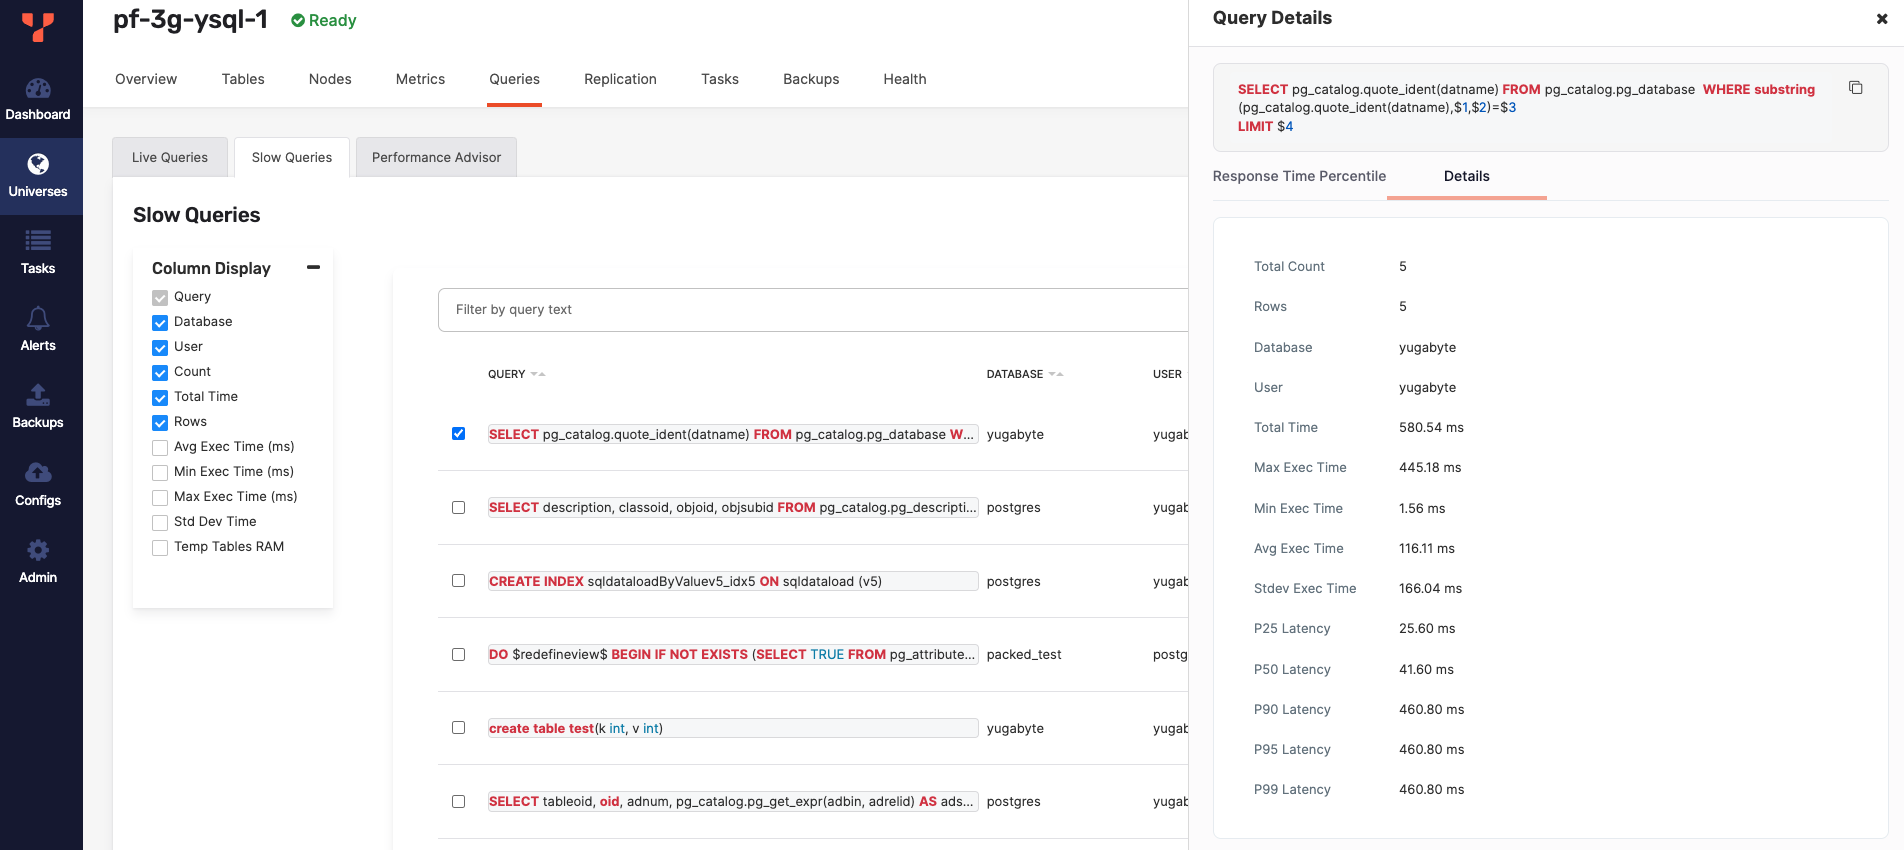 pf-3g-ysql-1 Ready
Overview Tables Nodes Metrics Queries Replication Tasks Backups Health
Dashboard
Universes
Tasks
Alerts
Backups
Configs
Admin
Live Queries Slow Queries Performance Advisor
Slow Queries
Column Display
Query
Database
User
Count
Total Time
Rows
Avg Exec Time (ms)
Min Exec Time (ms)
Max Exec Time (ms)
Std Dev Time
Temp Tables RAM
Filter by query text
QUERY DATABASE USER
SELECT pg_catalog.quote_ident(datname) FROM pg_catalog.pg_database W... yugabyte yugab
SELECT description, classoid, objoid, objsubid FROM pg_catalog.pg_descripti... postgres yugab
CREATE INDEX sqldataloadByValuev5_idx5 ON sqldataload (v5) postgres yugab
DO $redefineview$ BEGIN IF NOT EXISTS (SELECT TRUE FROM pg_attribute... packed_test postg
create table test(k int, v int) yugabyte yugab
SELECT tableoid, oid, adnum, pg_catalog.pg_get_expr(adbin, adrelid) AS ads... postgres yugab
Query Details
SELECT pg_catalog.quote_ident(datname) FROM pg_catalog.pg_database WHERE substring
(pg_catalog.quote_ident(datname),$1,$2)=$3
LIMIT $4
Response Time Percentile Details
Total Count 5
Rows 5
Database yugabyte
User yugabyte
Total Time 580.54 ms
Max Exec Time 445.18 ms
Min Exec Time 1.56 ms
Avg Exec Time 116.11 ms
Stdev Exec Time 166.04 ms
P25 Latency 25.60 ms
P50 Latency 41.60 ms
P90 Latency 460.80 ms
P95 Latency 460.80 ms
P99 Latency 460.80 ms